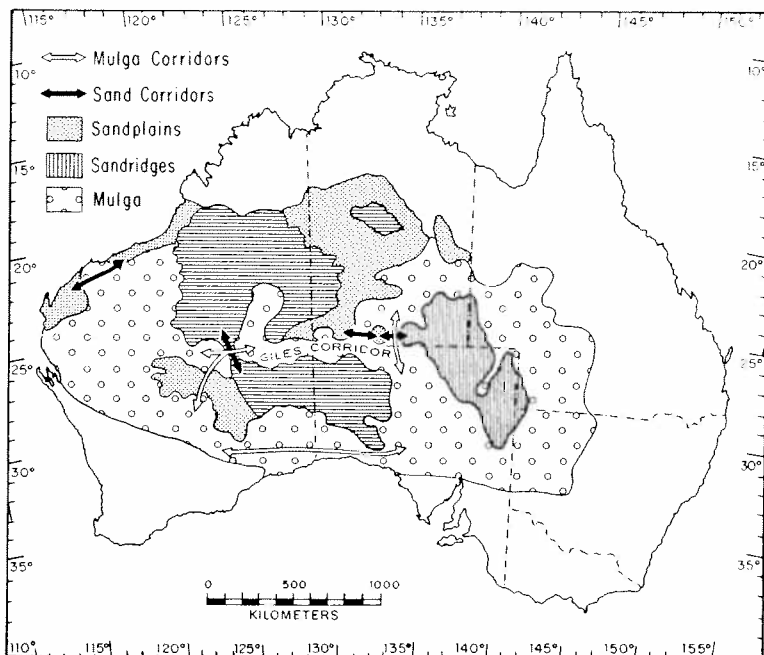 115° 120° 125° 130° 135° 140° 145° 150°
Mulga Corridors
Sand Corridors
Sandplains
Sandridges
Mulga
10° 10°
15° 15°
20° 20°
GILES CORRIDOR
25° 25°
30° 30°
35° 35°
0 500 1000
KILOMETERS
110° 115° 120° 125° 130° 135° 140° 145° 150° 155°